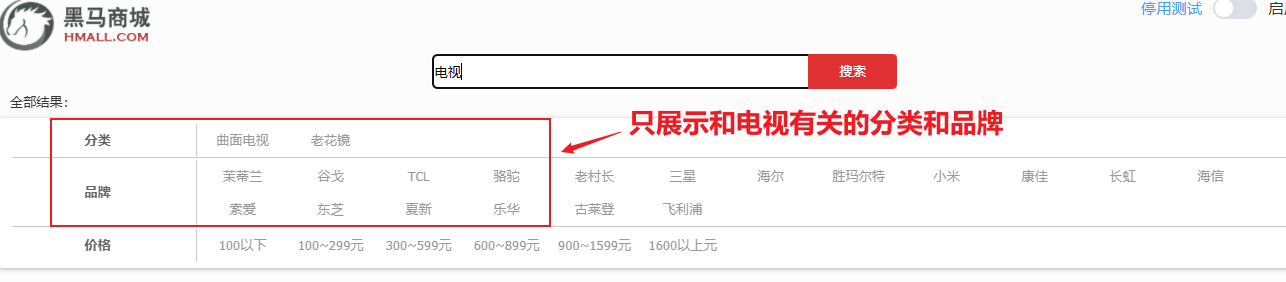 黑马商城
HMALL.COM
停用测试
启
电视
搜索
全部结果:
只展示和电视有关的分类和品牌
分类 曲面电视 老花镜
品牌 茉蒂兰 谷戈 TCL 骆驼 老村长 三星 海尔 胜玛尔特 小米 康佳 长虹 海信
索爱 东芝 夏新 乐华 古莱登 飞利浦
价格 100以下 100~299元 300~599元 600~899元 900~1599元 1600以上元